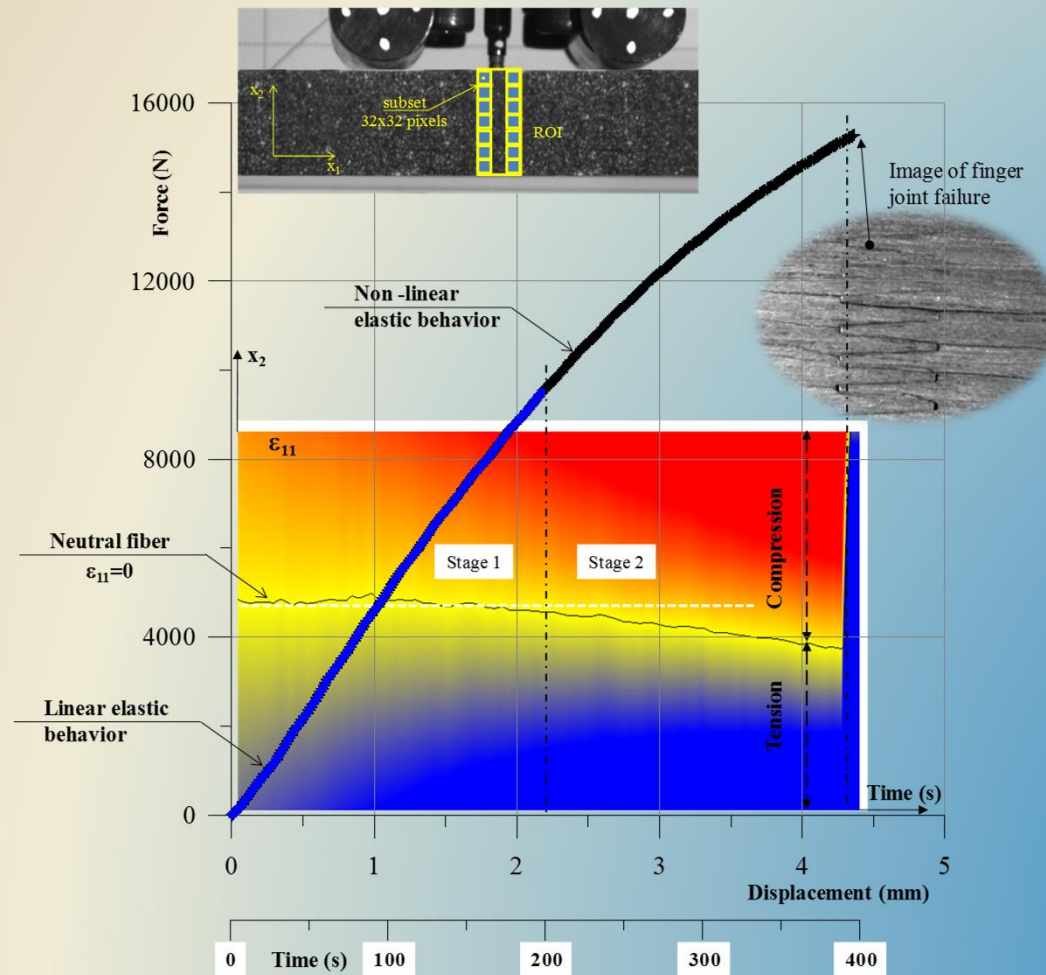 x2
subset
32x32 pixels
ROI
x1
16000
Force (N)
Image of finger
joint failure
12000
Non -linear
elastic behavior
x2
ε11
8000
Compression
Neutral fiber
ε11=0
Stage 1
Stage 2
4000
Linear elastic
behavior
Tension
Time (s)
0
0
1
2
3
4
5
Displacement (mm)
0
Time (s)
100
200
300
400